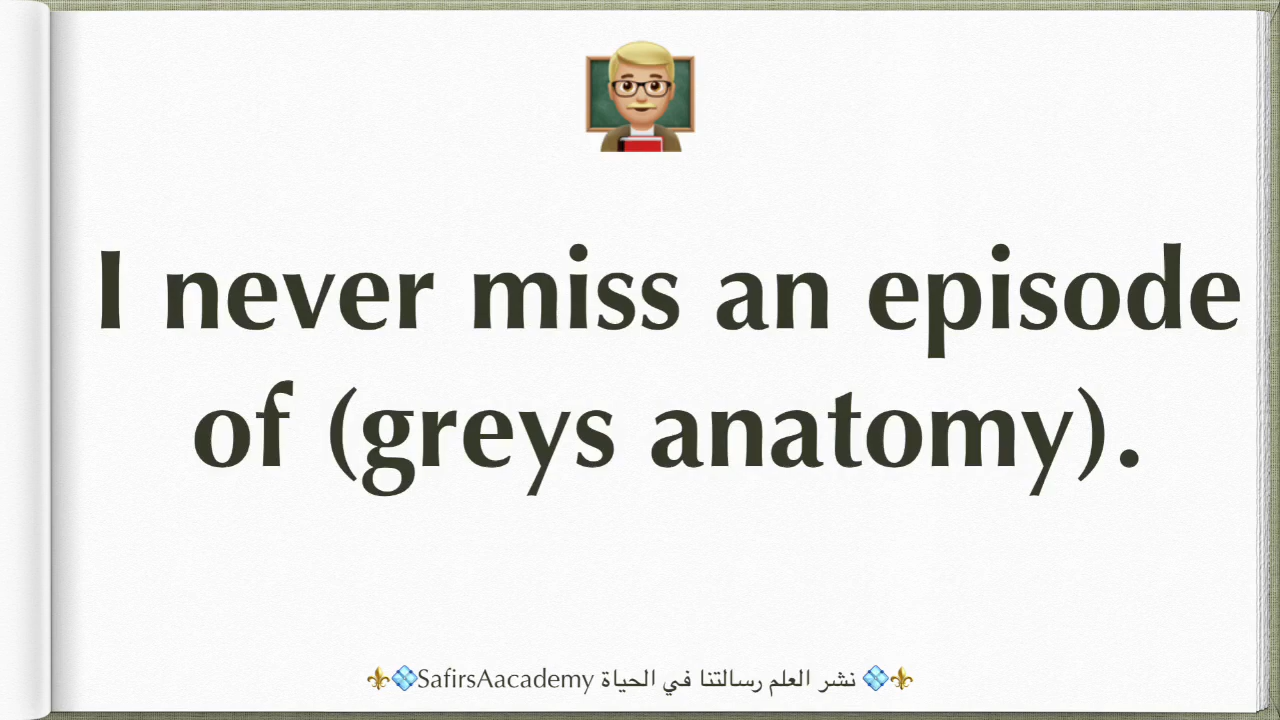 I never miss an episode
of (greys anatomy).
⚜️💠SafirsAacademy نشر العلم رسالتنا في الحياة 💠⚜️